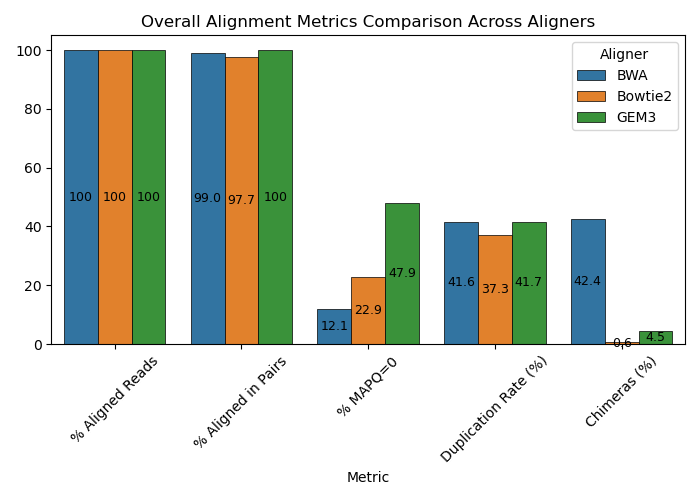 Overall Alignment Metrics Comparison Across Aligners
Aligner
BWA
Bowtie2
GEM3
100
80
60
40
20
0
100 100 100
99.0 97.7 100
12.1 22.9 47.9
41.6 37.3 41.7
42.4 0.6 4.5
% Aligned Reads
% Aligned in Pairs
% MAPQ=0
Duplication Rate (%)
Chimeras (%)
Metric